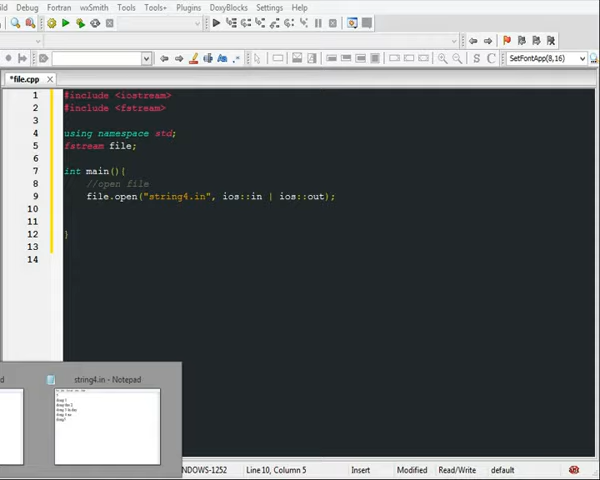 ild Debug Fortran wxSmith Tools Tools+ Plugins DoxyBlocks Settings Help
SetFontApp(8,16)
*file.cpp X
1 #include <iostream>
2 #include <fstream>
3
4 using namespace std;
5 fstream file;
6
7 int main(){
8 //open file
9 file.open("string4.in", ios::in | ios::out);
10
11
12 }
13
14
d string4.in - Notepad
NDOWS-1252 Line 10, Column 5 Insert Modified Read/Write default